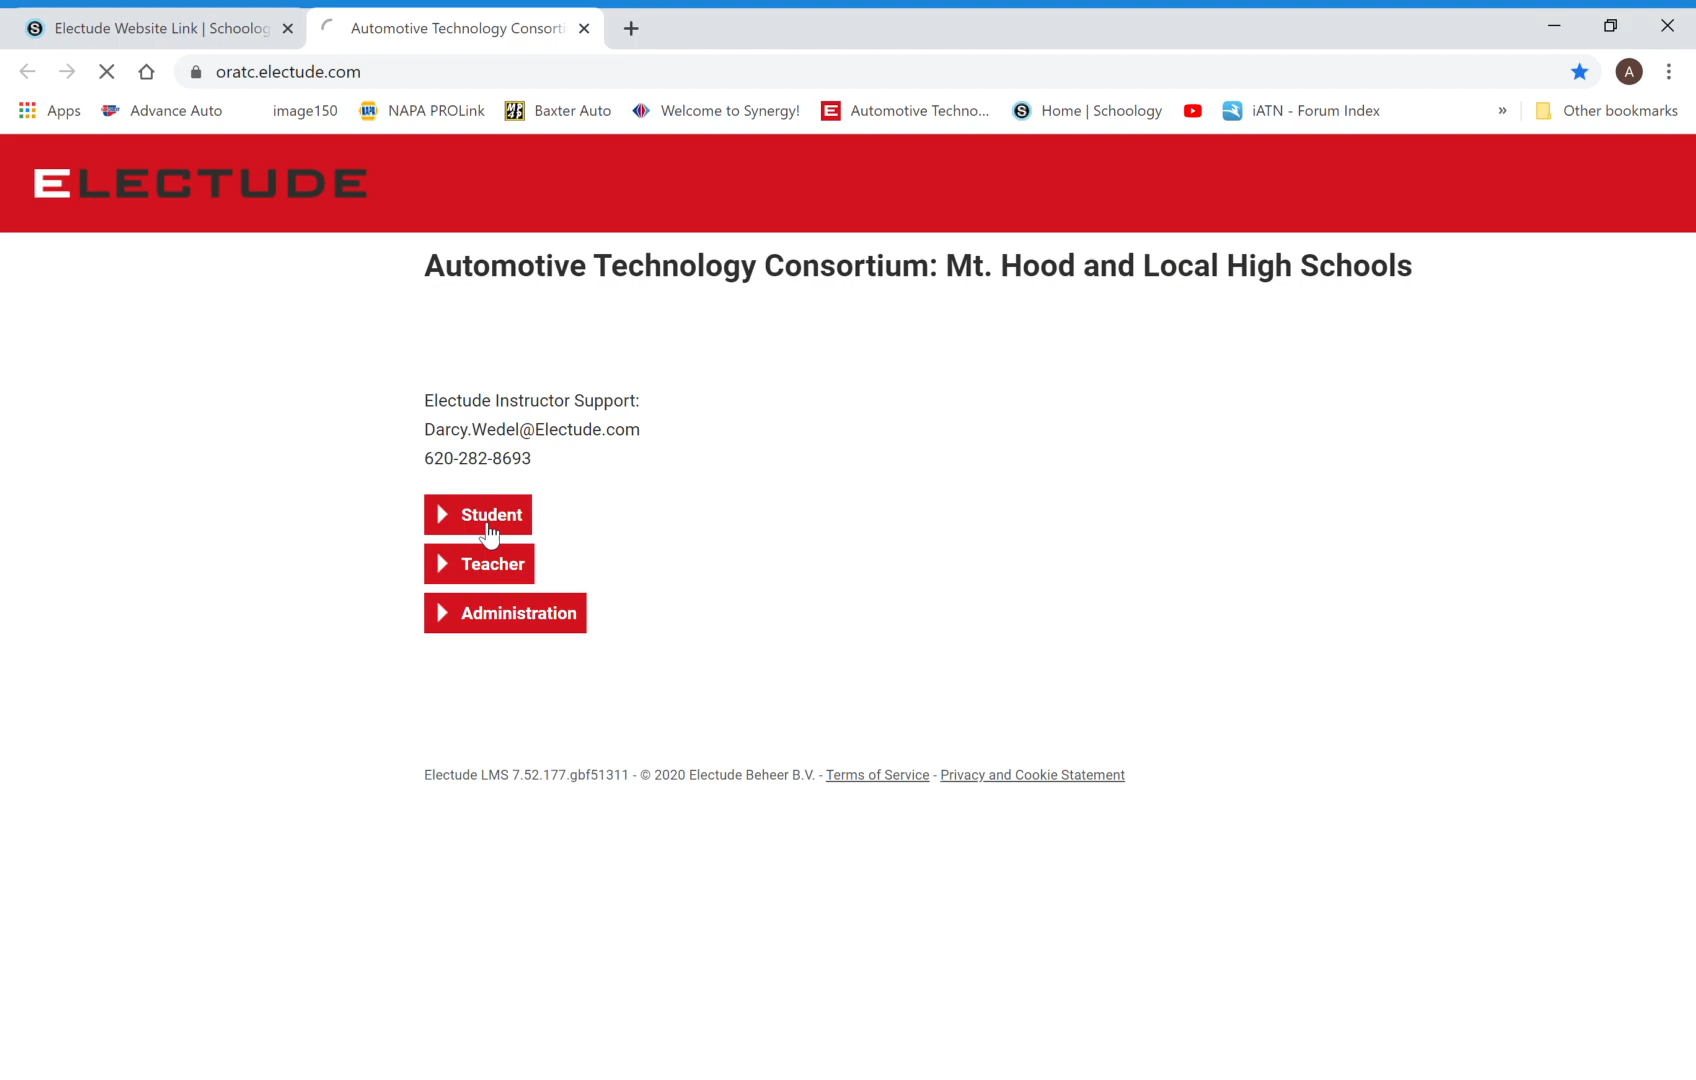 Electude Website Link | Schoolog
Automotive Technology Consorti
oratc.electude.com
A
Apps
Advance Auto
image150
NAPA PROLink
Baxter Auto
Welcome to Synergy!
Automotive Techno...
Home | Schoology
iATN - Forum Index
»
Other bookmarks
ELECTUDE
Automotive Technology Consortium: Mt. Hood and Local High Schools
Electude Instructor Support:
Darcy.Wedel@Electude.com
620-282-8693
Student
Teacher
Administration
Electude LMS 7.52.177.gbf51311 - © 2020 Electude Beheer B.V. - Terms of Service - Privacy and Cookie Statement